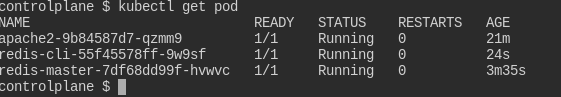 controlplane $ kubectl get pod
NAME READY STATUS RESTARTS AGE
apache2-9b84587d7-qzmm9 1/1 Running 0 21m
redis-cli-55f45578ff-9w9sf 1/1 Running 0 24s
redis-master-7df68dd99f-hvwvc 1/1 Running 0 3m35s
controlplane $